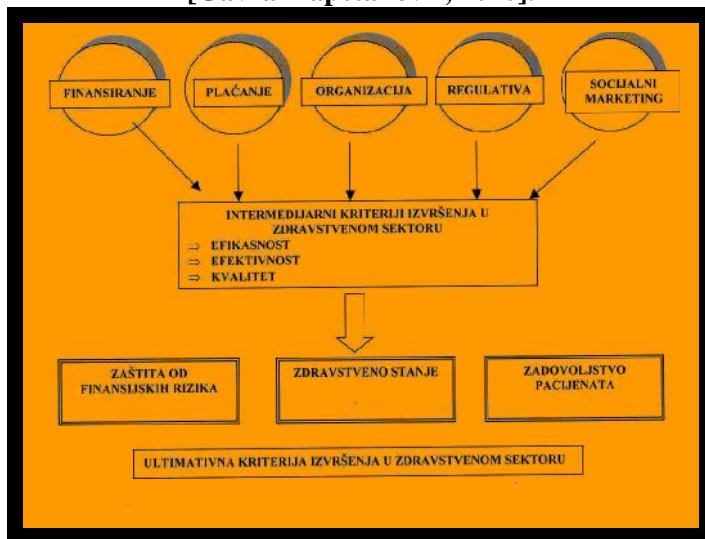 FINANSIRANJE
PLAĆANJE
ORGANIZACIJA
REGULATIVA
SOCIJALNI
MARKETING
INTERMEDIJARNI KRITERIJI IZVRŠENJA U
ZDRAVSTVENOM SEKTORU
⇒ EFIKASNOST
⇒ EFEKTIVNOST
⇒ KVALITET
ZAŠTITA OD
FINANSIJSKIH RIZIKA
ZDRAVSTVENO STANJE
ZADOVOLJSTVO
PACIJENATA
ULTIMATIVNA KRITERIJA IZVRŠENJA U ZDRAVSTVENOM SEKTORU